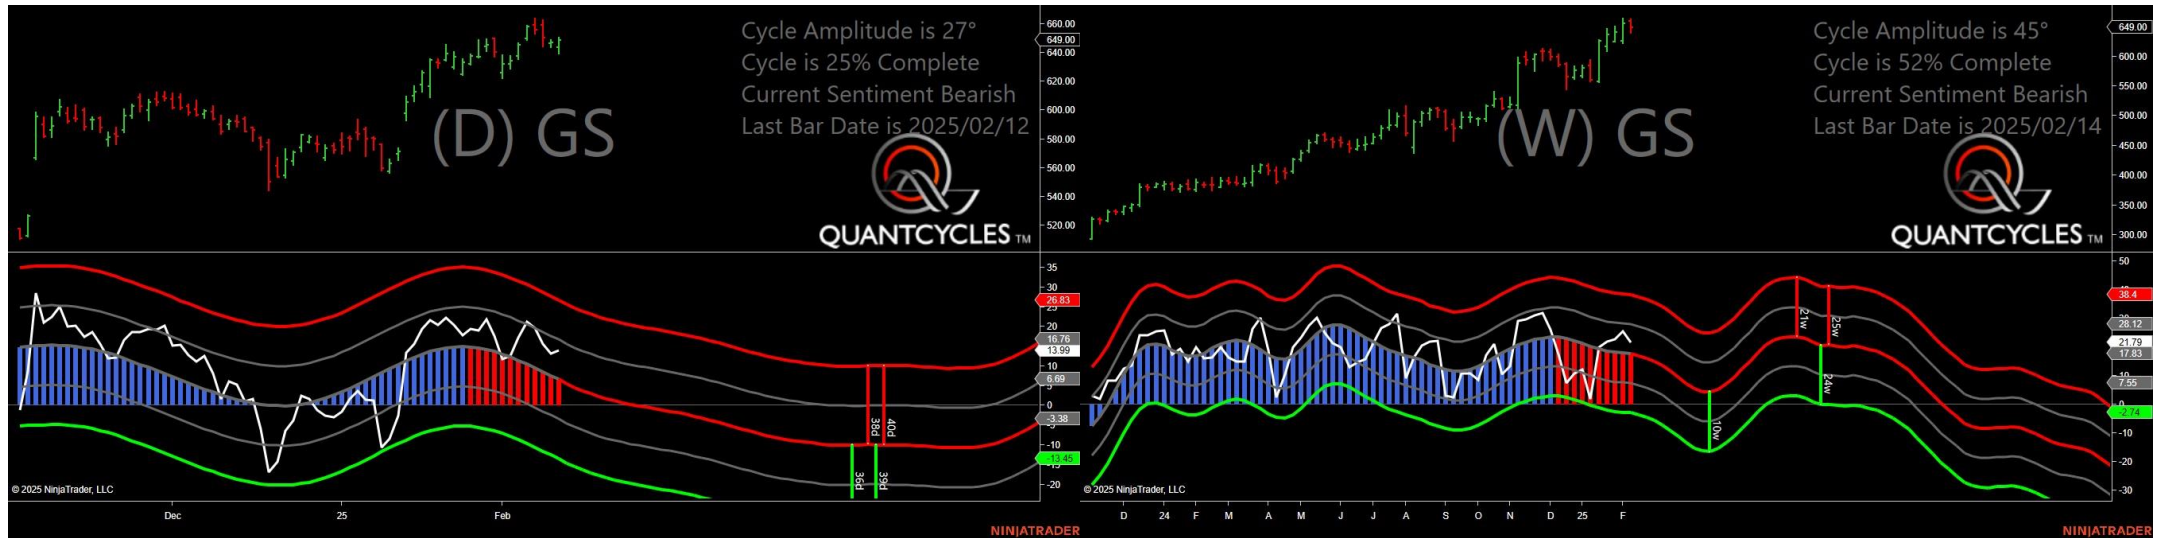 Cycle Amplitude is 27°
Cycle is 25% Complete
Current Sentiment Bearish
Last Bar Date is 2025/02/12
(D) GS
QUANTCYCLES TM
660.00
649.00
640.00
620.00
600.00
580.00
560.00
540.00
520.00
35
30
26.83
25
20
16.76
13.99
10
6.69
5
0
-3.38
-10
-13.45
-20
38d
40d
36d
39d
© 2025 NinjaTrader, LLC
Dec
25
Feb
NINJATRADER
Cycle Amplitude is 45°
Cycle is 52% Complete
Current Sentiment Bearish
Last Bar Date is 2025/02/14
(W) GS
QUANTCYCLES TM
649.00
600.00
550.00
500.00
450.00
400.00
350.00
300.00
50
38.4
28.12
21.79
17.83
10
7.55
0
-2.74
-10
-20
-30
21w
25w
24w
10w
© 2025 NinjaTrader, LLC
D 24 F M A M J J A S O N D 25 F
NINJATRADER